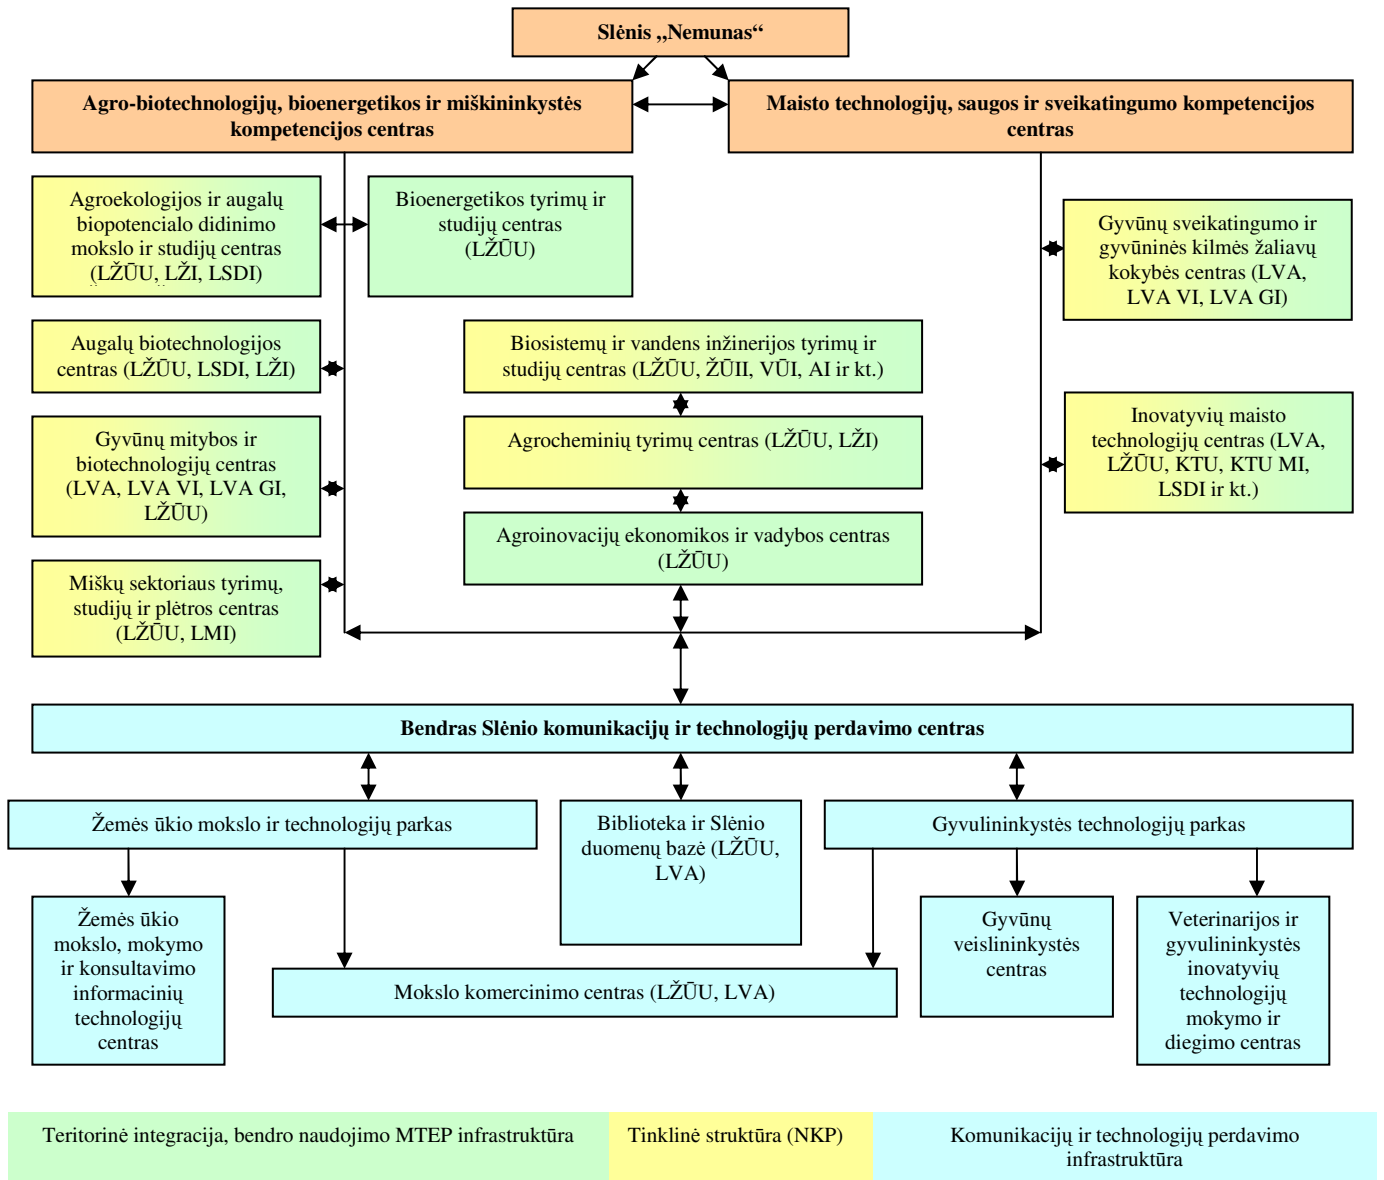 Slėnis „Nemunas“
Agro-biotechnologijų, bioenergetikos ir miškininkystės
kompetencijos centras
Maisto technologijų, saugos ir sveikatingumo kompetencijos
centras
Agroekologijos ir augalų
biopotencialo didinimo
mokslo ir studijų centras
(LŽŪU, LŽI, LSDI)
Bioenergetikos tyrimų ir
studijų centras
(LŽŪU)
Gyvūnų sveikatingumo ir
gyvūninės kilmės žaliavų
kokybės centras (LVA,
LVA VI, LVA GI)
Augalų biotechnologijos
centras (LŽŪU, LSDI, LŽI)
Biosistemų ir vandens inžinerijos tyrimų ir
studijų centras (LŽŪU, ŽŪII, VŪI, AI ir kt.)
Gyvūnų mitybos ir
biotechnologijų centras
(LVA, LVA VI, LVA GI,
LŽŪU)
Agrocheminių tyrimų centras (LŽŪU, LŽI)
Inovatyvių maisto
technologijų centras (LVA,
LŽŪU, KTU, KTU MI,
LSDI ir kt.)
Agroinovacijų ekonomikos ir vadybos centras
(LŽŪU)
Miškų sektoriaus tyrimų,
studijų ir plėtros centras
(LŽŪU, LMI)
Bendras Slėnio komunikacijų ir technologijų perdavimo centras
Žemės ūkio mokslo ir technologijų parkas
Biblioteka ir Slėnio
duomenų bazė (LŽŪU,
LVA)
Gyvulininkystės technologijų parkas
Žemės ūkio
mokslo, mokymo
ir konsultavimo
informacinių
technologijų
centras
Mokslo komercinimo centras (LŽŪU, LVA)
Gyvūnų
veislininkystės
centras
Veterinarijos ir
gyvulininkystės
inovatyvių
technologijų
mokymo ir
diegimo centras
Teritorinė integracija, bendro naudojimo MTEP infrastruktūra
Tinklinė struktūra (NKP)
Komunikacijų ir technologijų perdavimo
infrastruktūra